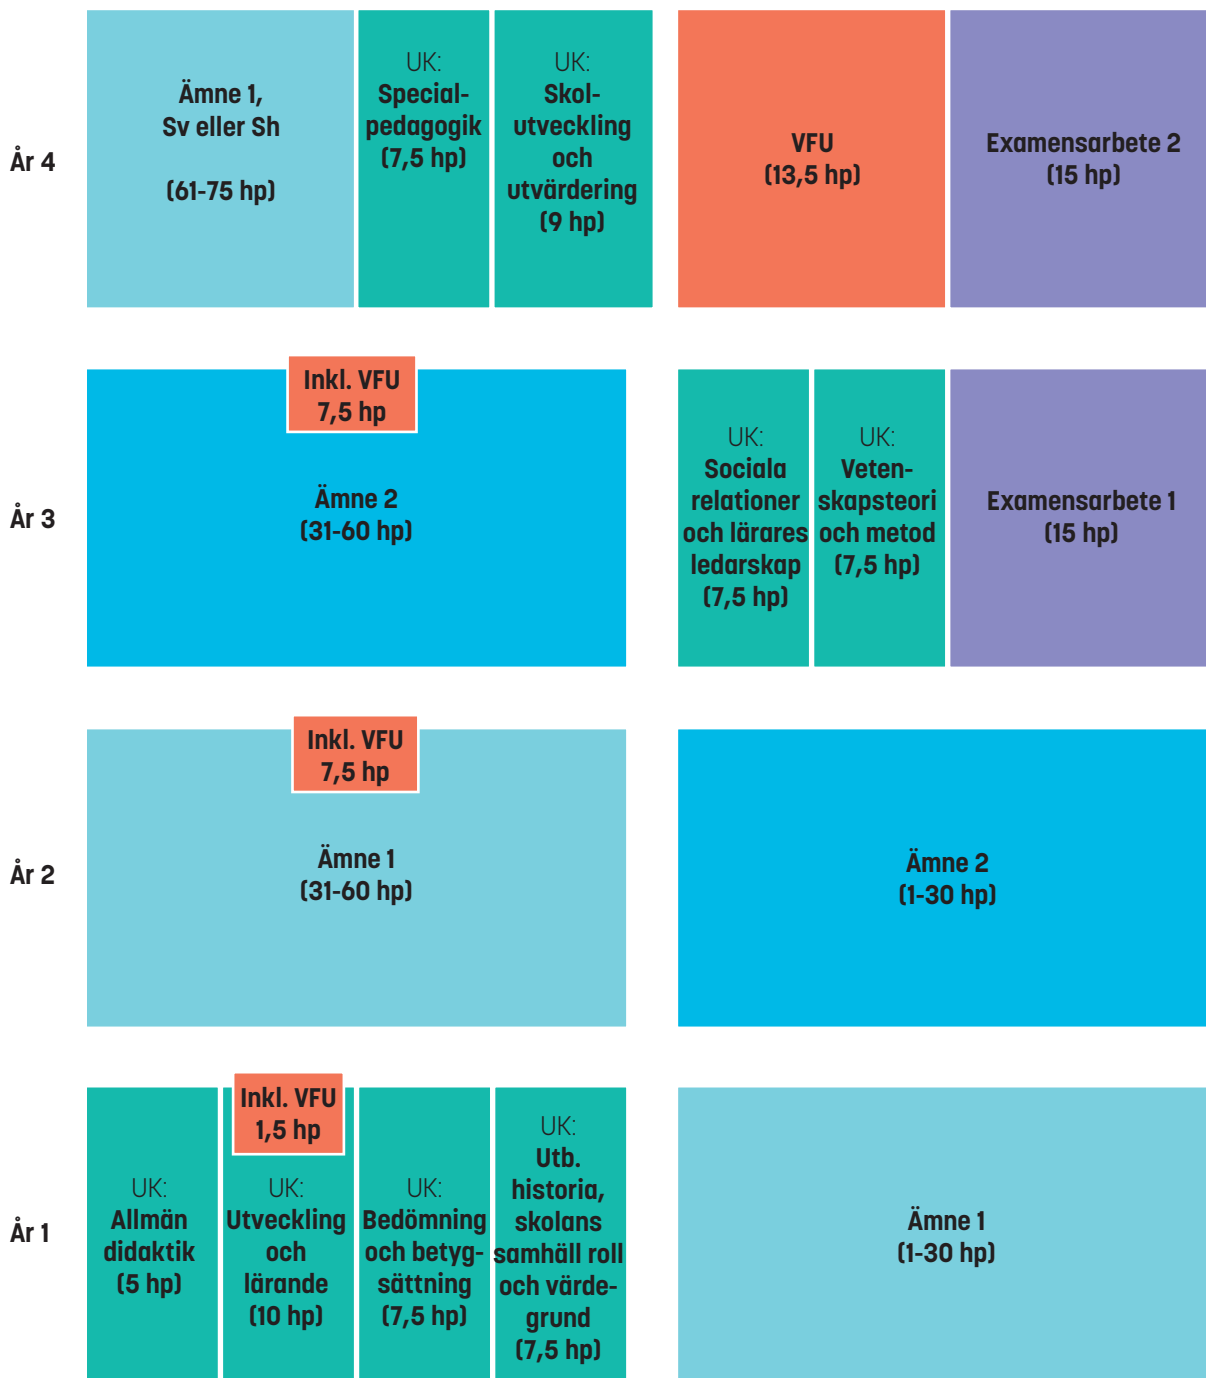 År 4
Ämne 1,
Sv eller Sh
(61-75 hp)
UK:
Special-
pedagogik
(7,5 hp)
UK:
Skol-
utveckling
och
utvärdering
(9 hp)
VFU
(13,5 hp)
Examensarbete 2
(15 hp)
År 3
Inkl. VFU
7,5 hp
Ämne 2
(31-60 hp)
UK:
Sociala
relationer
och lärares
ledarskap
(7,5 hp)
UK:
Veten-
skapsteori
och metod
(7,5 hp)
Examensarbete 1
(15 hp)
År 2
Inkl. VFU
7,5 hp
Ämne 1
(31-60 hp)
Ämne 2
(1-30 hp)
År 1
UK:
Allmän
didaktik
(5 hp)
Inkl. VFU
1,5 hp
UK:
Utveckling
och
lärande
(10 hp)
UK:
Bedömning
och betyg-
sättning
(7,5 hp)
UK:
Utb.
historia,
skolans
samhäll roll
och värde-
grund
(7,5 hp)
Ämne 1
(1-30 hp)